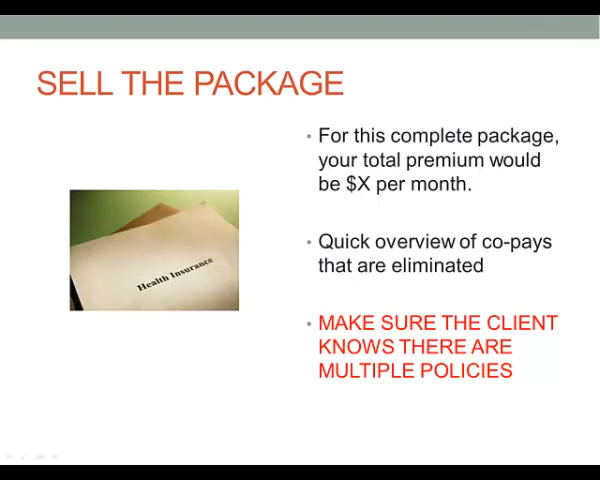 SELL THE PACKAGE
• For this complete package,
your total premium would
be $X per month.
• Quick overview of co-pays
that are eliminated
• MAKE SURE THE CLIENT
KNOWS THERE ARE
MULTIPLE POLICIES
Health Insurance